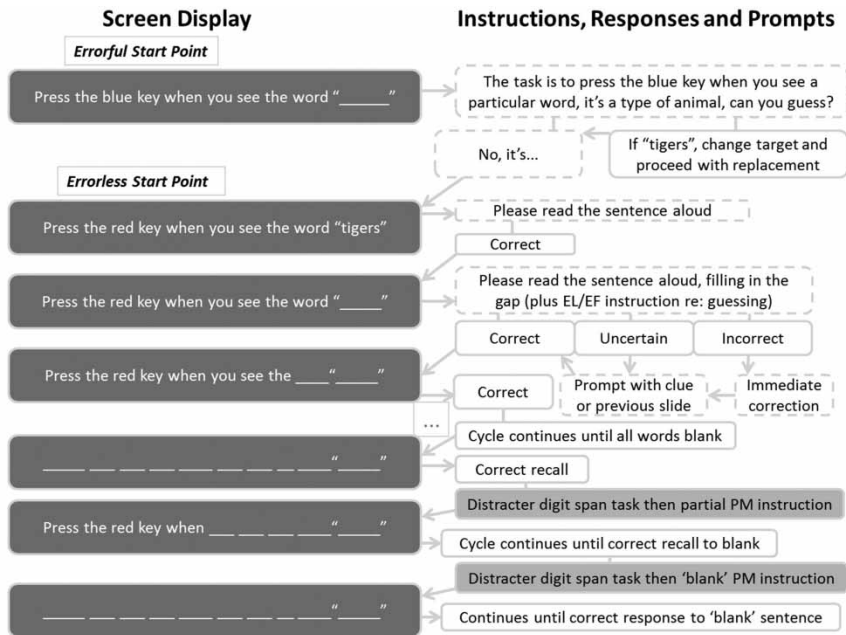 Screen Display
Instructions, Responses and Prompts
Errorful Start Point
Press the blue key when you see the word “______”
The task is to press the blue key when you see a
particular word, it’s a type of animal, can you guess?
No, it’s...
If “tigers”, change target and
proceed with replacement
Errorless Start Point
Press the red key when you see the word “tigers”
Please read the sentence aloud
Correct
Press the red key when you see the word “_____”
Please read the sentence aloud, filling in the
gap (plus EL/EF instruction re: guessing)
Correct
Uncertain
Incorrect
Press the red key when you see the ____“_____”
Correct
Prompt with clue
or previous slide
Immediate
correction
...
Cycle continues until all words blank
_____ ___ ___ ____ ____ ____ ____ ___ ____“_____”
Correct recall
Distracter digit span task then partial PM instruction
Press the red key when ___ ___ ___ ____“_____”
Cycle continues until correct recall to blank
Distracter digit span task then ‘blank’ PM instruction
_____ ___ ___ ____ ____ ____ ____ ___ ____“_____”
Continues until correct response to ‘blank’ sentence